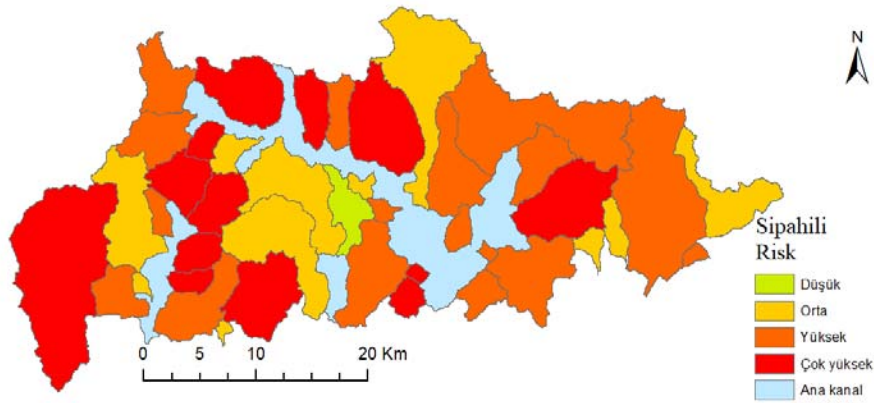 N
Sipahili
Risk
Düşük
Orta
Yüksek
Çok yüksek
Ana kanal
0 5 10 20 Km